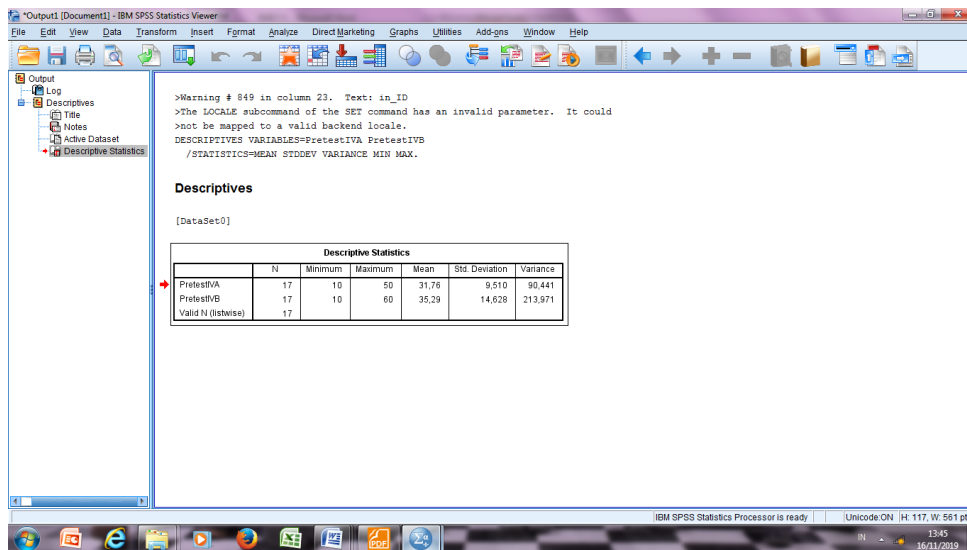 *Output1 [Document1] - IBM SPSS Statistics Viewer
File Edit View Data Transform Insert Format Analyze Direct Marketing Graphs Utilities Add-ons Window Help
Output
Log
Descriptives
Title
Notes
Active Dataset
Descriptive Statistics
>Warning # 849 in column 23.  Text: in_ID
>The LOCALE subcommand of the SET command has an invalid parameter.  It could
>not be mapped to a valid backend locale.
DESCRIPTIVES VARIABLES=PretestIVA PretestIVB
/STATISTICS=MEAN STDDEV VARIANCE MIN MAX.
Descriptives
[DataSet0]
Descriptive Statistics
N Minimum Maximum Mean Std. Deviation Variance
PretestIVA 17 10 50 31,76 9,510 90,441
PretestIVB 17 10 60 35,29 14,628 213,971
Valid N (listwise) 17
IBM SPSS Statistics Processor is ready Unicode:ON H: 117, W: 561 pt
IN 13:45
16/11/2019